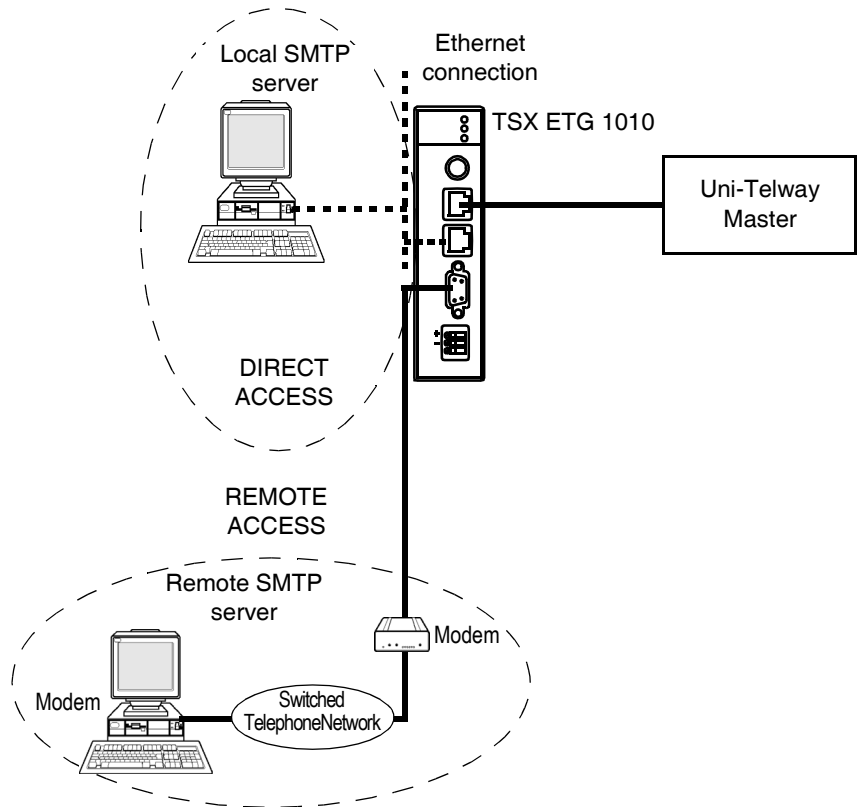 Local SMTP
server
Ethernet
connection
TSX ETG 1010
Uni-Telway
Master
+
−
DIRECT
ACCESS
REMOTE
ACCESS
Remote SMTP
server
Modem
Modem
Switched
TelephoneNetwork